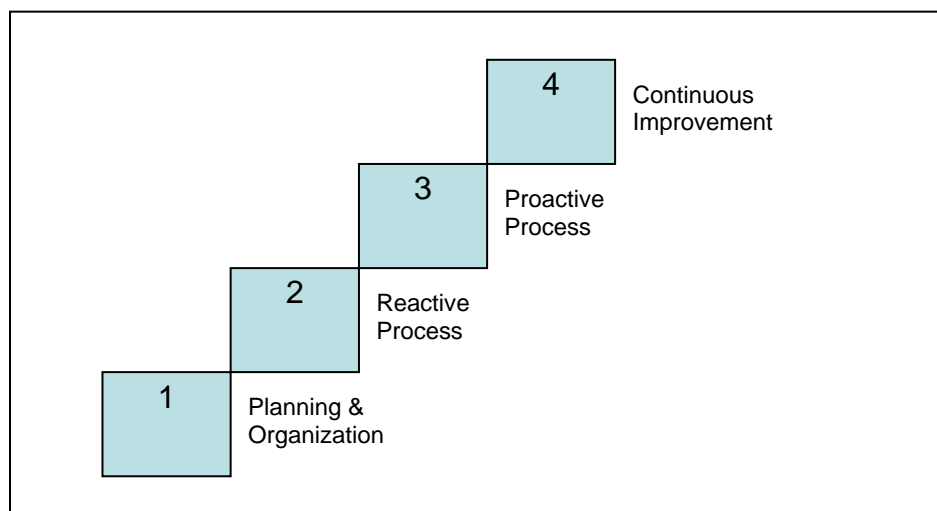 4
Continuous
Improvement
3
Proactive
Process
2
Reactive
Process
1
Planning &
Organization